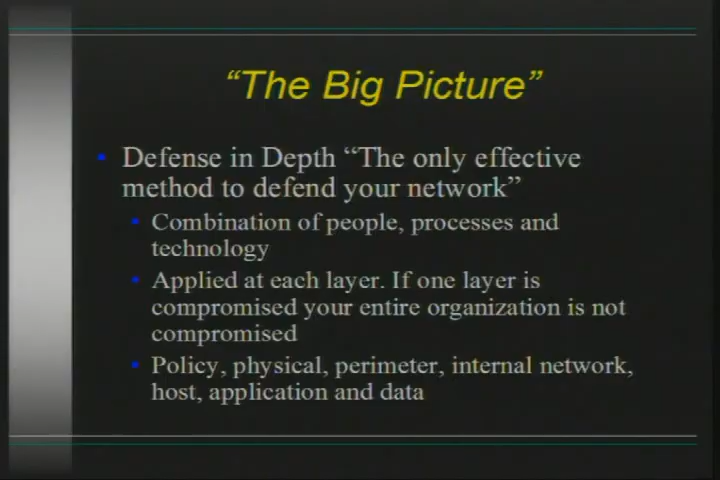 “The Big Picture”
Defense in Depth “The only effective
method to defend your network”
Combination of people, processes and
technology
Applied at each layer. If one layer is
compromised your entire organization is not
compromised
Policy, physical, perimeter, internal network,
host, application and data